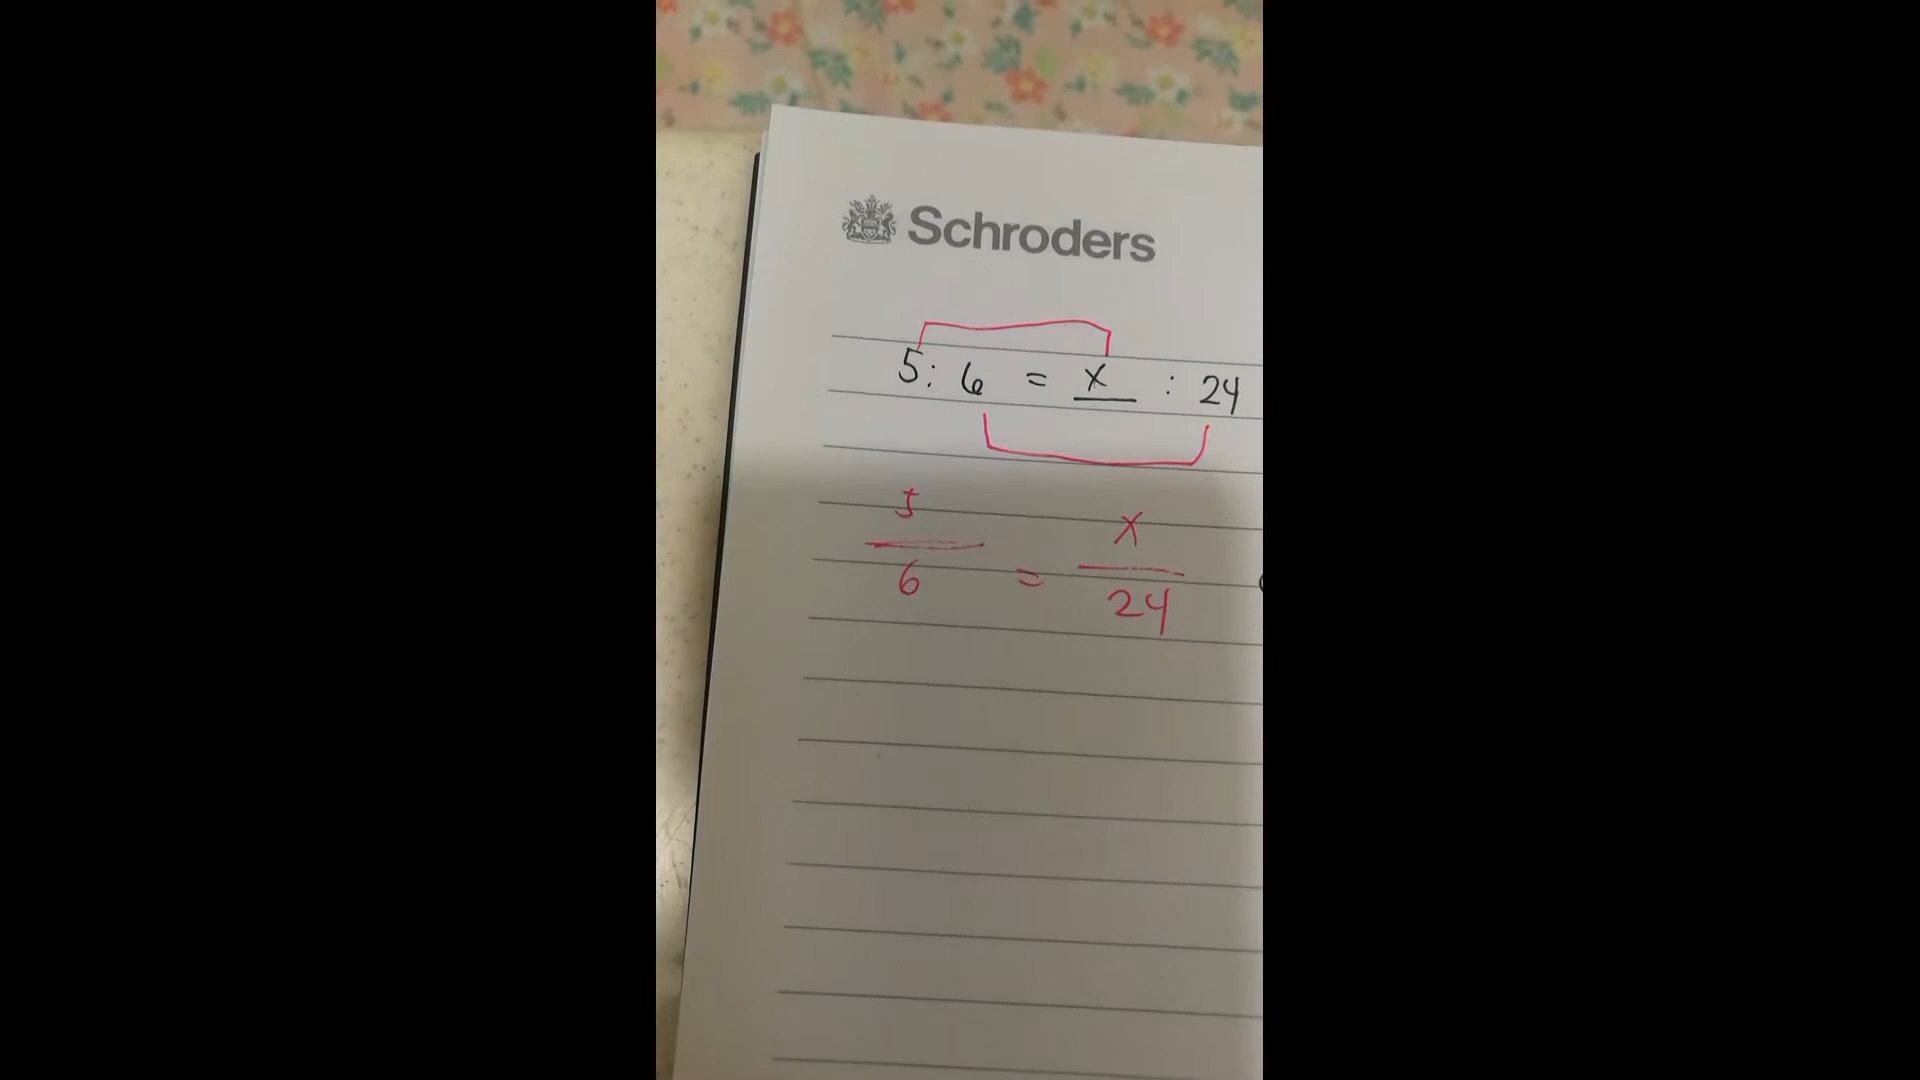 Schroders
5 : 6 = x : 24
5/6 = x/24